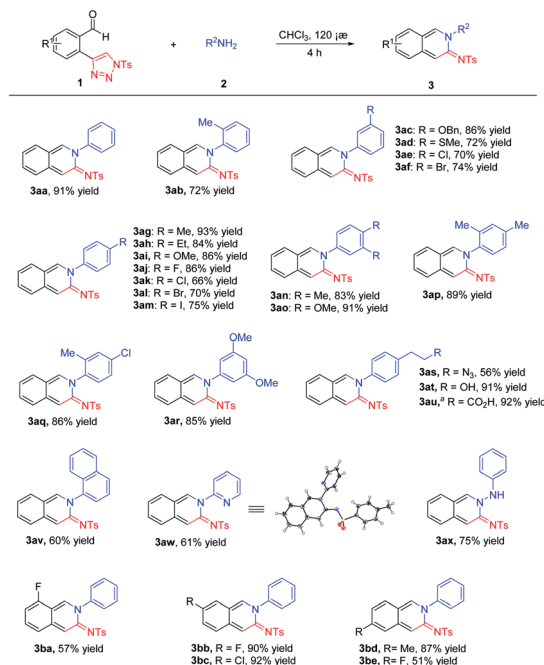 R¹ O NTs N=N 1 + R²NH₂ 2 CHCl₃, 120 ¡æ 4 h R¹ N R² NTs 3
N NTs
3aa, 91% yield
Me N NTs
3ab, 72% yield
R N NTs
3ac: R = OBn, 86% yield
3ad: R = SMe, 72% yield
3ae: R = Cl, 70% yield
3af: R = Br, 74% yield
R N NTs
3ag: R = Me, 93% yield
3ah: R = Et, 84% yield
3ai: R = OMe, 86% yield
3aj: R = F, 86% yield
3ak: R = Cl, 66% yield
3al: R = Br, 70% yield
3am: R = I, 75% yield
R R N NTs
3an: R = Me, 83% yield
3ao: R = OMe, 91% yield
Me Me N NTs
3ap, 89% yield
Me Cl N NTs
3aq, 86% yield
MeO OMe N NTs
3ar, 85% yield
R N NTs
3as, R = N₃, 56% yield
3at, R = OH, 91% yield
3au,ᵃ R = CO₂H, 92% yield
N NTs
3av, 60% yield
N N NTs
3aw, 61% yield
NH N NTs
3ax, 75% yield
F N NTs
3ba, 57% yield
R N NTs
3bb, R = F, 90% yield
3bc, R = Cl, 92% yield
R N NTs
3bd, R = Me, 87% yield
3be, R = F, 51% yield